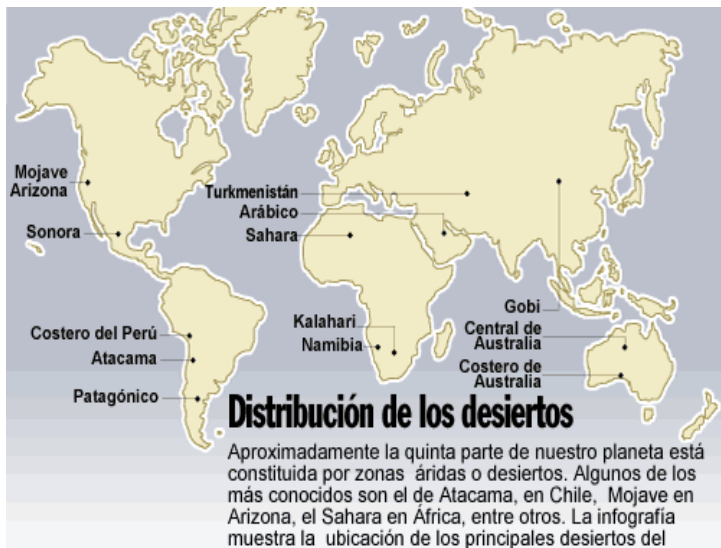 Mojave
Arizona
Sonora
Turkmenistán
Arábico
Sahara
Costero del Perú
Atacama
Patagónico
Kalahari
Namibia
Gobi
Central de
Australia
Costero de
Australia
Distribución de los desiertos
Aproximadamente la quinta parte de nuestro planeta está
constituida por zonas áridas o desiertos. Algunos de los
más conocidos son el de Atacama, en Chile, Mojave en
Arizona, el Sahara en África, entre otros. La infografía
muestra la ubicación de los principales desiertos del